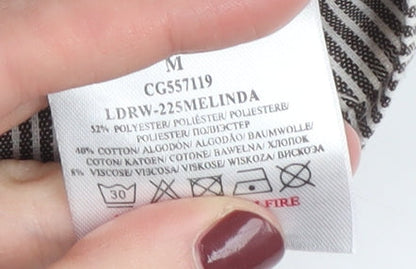 M
CG557119
LDRW-225MELINDA
52% POLYESTER/ POLIÉSTER/ POLIESTERE/
POLIESTER/ ПОЛИЭСТЕР
40% COTTON/ ALGODÓN/ ALGODÃO/ BAUMWOLLE/
COTON/ KATOEN/ COTONE/ BAWEŁNA/ ХЛОПОК
8% VISCOSE/ VISCOSA/ VISKOSE/ WISKOZA/ ВИСКОЗА
30
FIRE